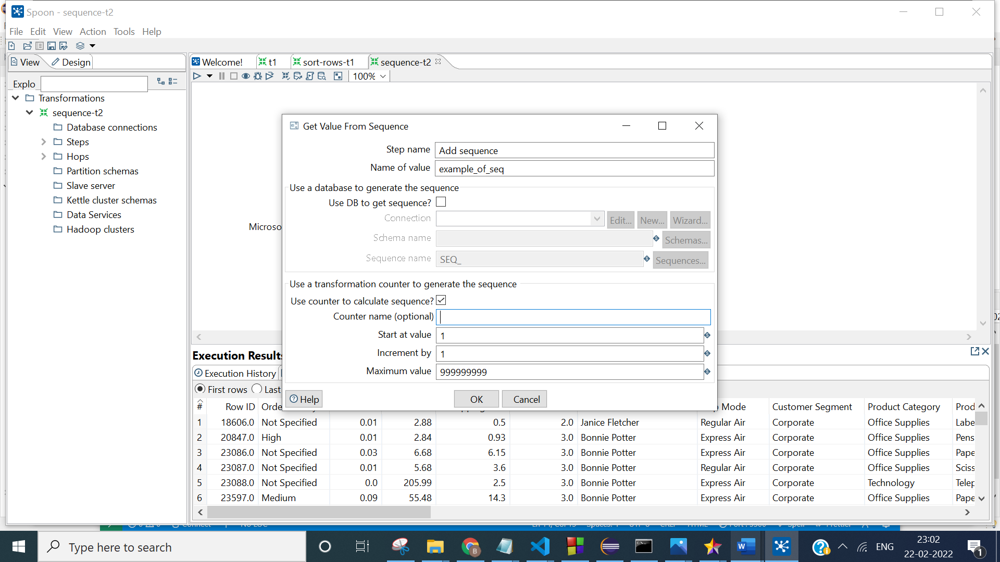 Spoon - sequence-t2
File Edit View Action Tools Help
View Design
Welcome! t1 sort-rows-t1 sequence-t2
100%
Explo
Transformations
sequence-t2
Database connections
Steps
Hops
Partition schemas
Slave server
Kettle cluster schemas
Data Services
Hadoop clusters
Microso
Get Value From Sequence
Step name Add sequence
Name of value example_of_seq
Use a database to generate the sequence
Use DB to get sequence?
Connection Edit... New... Wizard...
Schema name Schemas...
Sequence name SEQ_ Sequences...
Use a transformation counter to generate the sequence
Use counter to calculate sequence?
Counter name (optional)
Start at value 1
Increment by 1
Maximum value 999999999
Help OK Cancel
Execution Results
Execution History
First rows Last
# Row ID Orde Mode Customer Segment Product Category Prod
1 18606.0 Not Specified 0.01 2.88 0.5 2.0 Janice Fletcher Regular Air Corporate Office Supplies Labe
2 20847.0 High 0.01 2.84 0.93 3.0 Bonnie Potter Express Air Corporate Office Supplies Pens
3 23086.0 Not Specified 0.03 6.68 6.15 3.0 Bonnie Potter Express Air Corporate Office Supplies Pape
4 23087.0 Not Specified 0.01 5.68 3.6 3.0 Bonnie Potter Regular Air Corporate Office Supplies Sciss
5 23088.0 Not Specified 0.0 205.99 2.5 3.0 Bonnie Potter Express Air Corporate Technology Telep
6 23597.0 Medium 0.09 55.48 14.3 3.0 Bonnie Potter Express Air Corporate Office Supplies Pape
Type here to search
ENG
23:02
22-02-2022
1